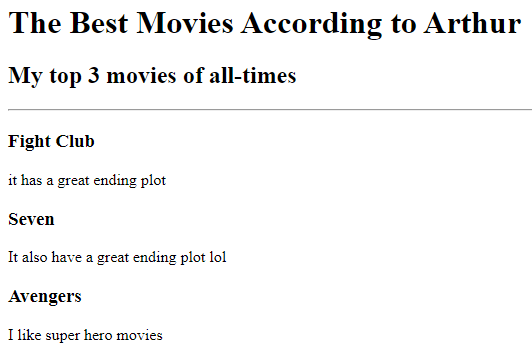 The Best Movies According to Arthur
My top 3 movies of all-times
Fight Club
it has a great ending plot
Seven
It also have a great ending plot lol
Avengers
I like super hero movies